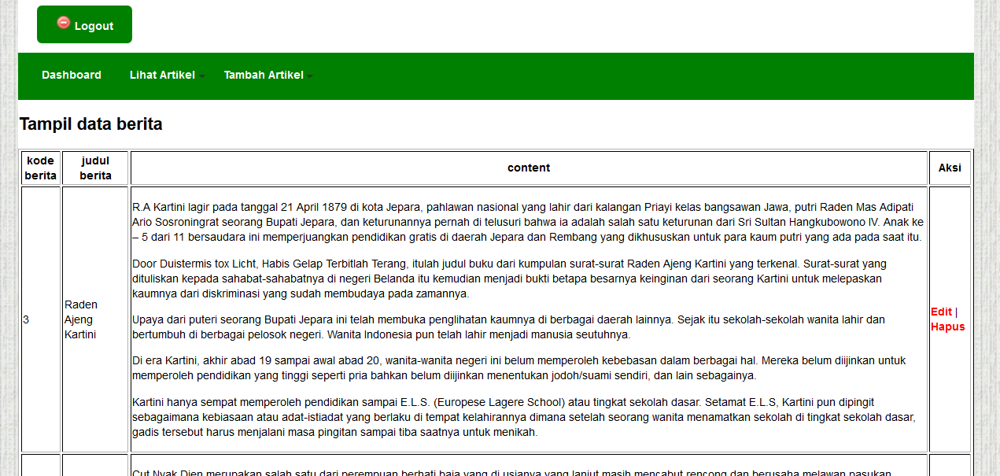 Logout
Dashboard Lihat Artikel Tambah Artikel
Tampil data berita
kode berita judul berita content Aksi
3
Raden
Ajeng
Kartini
R.A Kartini lagir pada tanggal 21 April 1879 di kota Jepara, pahlawan nasional yang lahir dari kalangan Priayi kelas bangsawan Jawa, putri Raden Mas Adipati
Ario Sosroningrat seorang Bupati Jepara, dan keturunannya pernah di telusuri bahwa ia adalah salah satu keturunan dari Sri Sultan Hangkubowono IV. Anak ke
– 5 dari 11 bersaudara ini memperjuangkan pendidikan gratis di daerah Jepara dan Rembang yang dikhususkan untuk para kaum putri yang ada pada saat itu.
Door Duistermis tox Licht, Habis Gelap Terbitlah Terang, itulah judul buku dari kumpulan surat-surat Raden Ajeng Kartini yang terkenal. Surat-surat yang
dituliskan kepada sahabat-sahabatnya di negeri Belanda itu kemudian menjadi bukti betapa besarnya keinginan dari seorang Kartini untuk melepaskan
kaumnya dari diskriminasi yang sudah membudaya pada zamannya.
Upaya dari puteri seorang Bupati Jepara ini telah membuka penglihatan kaumnya di berbagai daerah lainnya. Sejak itu sekolah-sekolah wanita lahir dan
bertumbuh di berbagai pelosok negeri. Wanita Indonesia pun telah lahir menjadi manusia seutuhnya.
Di era Kartini, akhir abad 19 sampai awal abad 20, wanita-wanita negeri ini belum memperoleh kebebasan dalam berbagai hal. Mereka belum diijinkan untuk
memperoleh pendidikan yang tinggi seperti pria bahkan belum diijinkan menentukan jodoh/suami sendiri, dan lain sebagainya.
Kartini hanya sempat memperoleh pendidikan sampai E.L.S. (Europese Lagere School) atau tingkat sekolah dasar. Setamat E.L.S, Kartini pun dipingit
sebagaimana kebiasaan atau adat-istiadat yang berlaku di tempat kelahirannya dimana setelah seorang wanita menamatkan sekolah di tingkat sekolah dasar,
gadis tersebut harus menjalani masa pingitan sampai tiba saatnya untuk menikah.
Edit |
Hapus
Cut Nyak Dien merupakan salah satu dari perempuan berhati baja yang di usianya yang lanjut masih mencabut rencong dan berusaha melawan pasukan